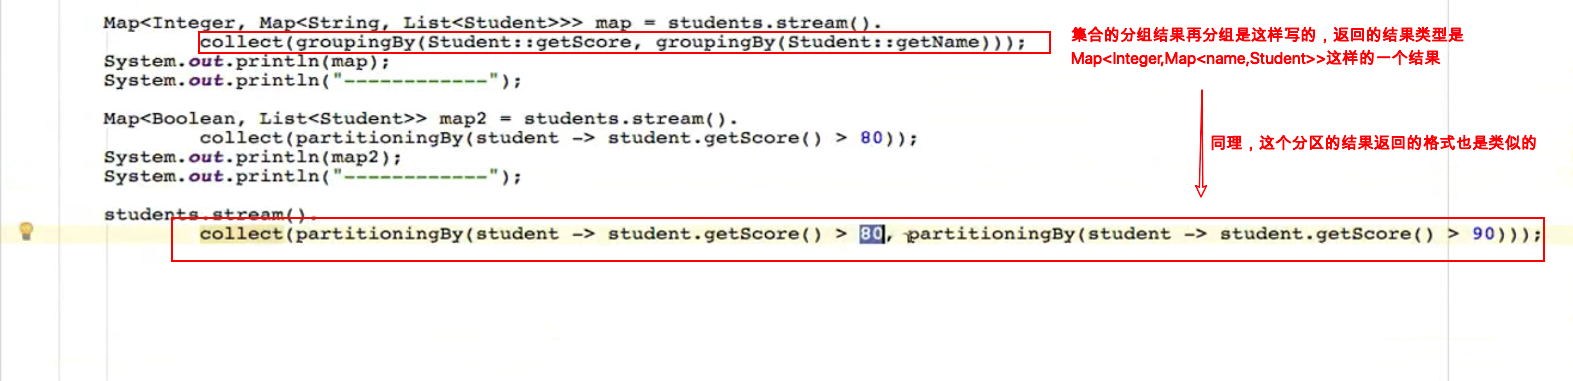 Map<Integer, Map<String, List<Student>>> map = students.stream().
collect(groupingBy(Student::getScore, groupingBy(Student::getName)));
System.out.println(map);
System.out.println("------------");
集合的分组结果再分组是这样写的，返回的结果类型是
Map<Integer,Map<name,Student>>这样的一个结果
Map<Boolean, List<Student>> map2 = students.stream().
collect(partitioningBy(student -> student.getScore() > 80));
System.out.println(map2);
System.out.println("------------");
同理，这个分区的结果返回的格式也是类似的
students.stream().
collect(partitioningBy(student -> student.getScore() > 80, partitioningBy(student -> student.getScore() > 90)));